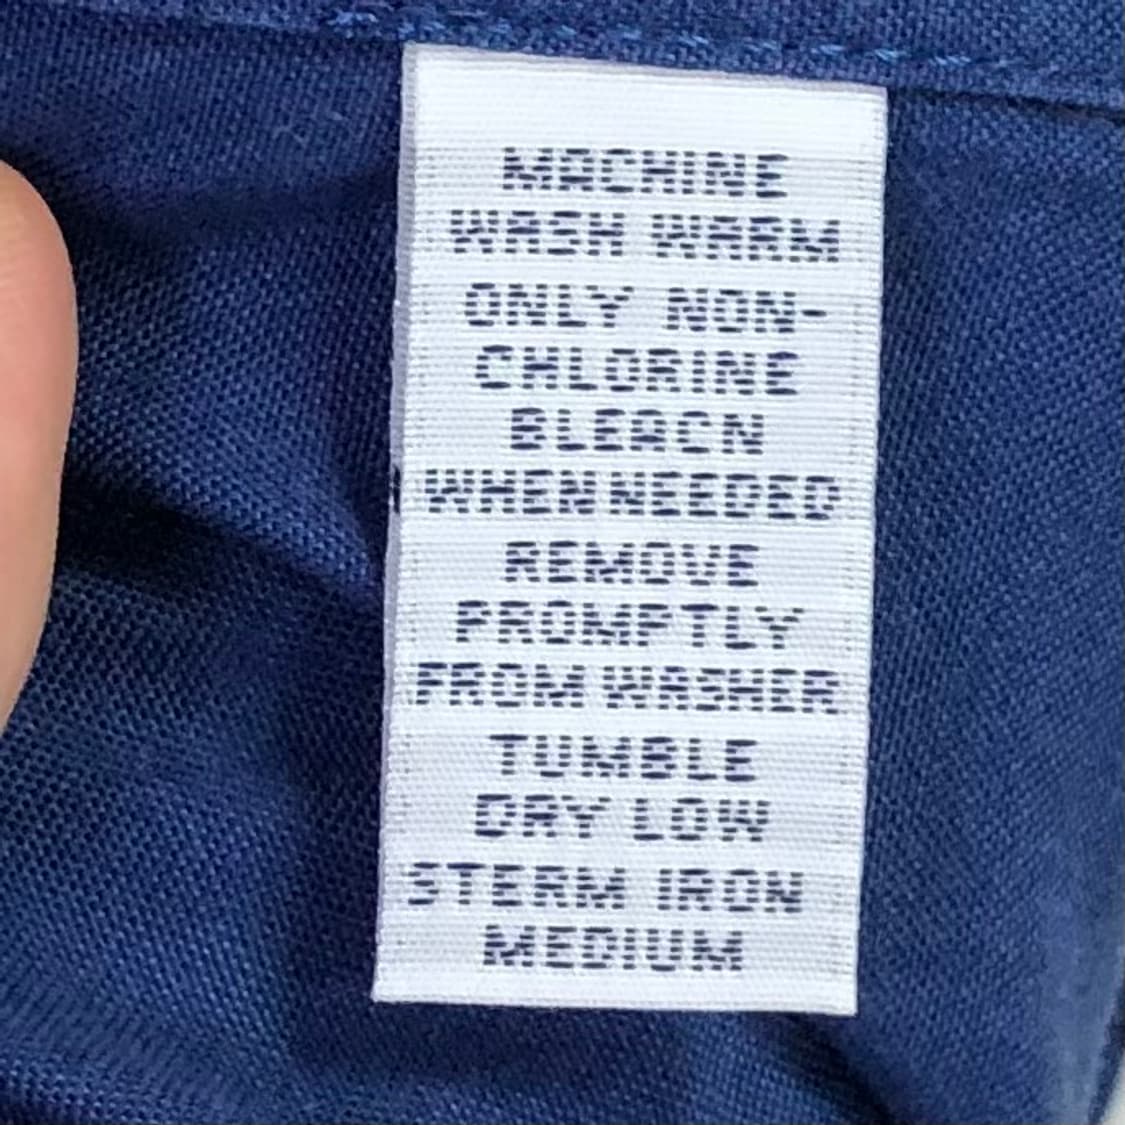 MACHINE
WASH WARM
ONLY NON-
CHLORINE
BLEACN
WHEN NEEDED
REMOVE
PROMPTLY
FROM WASHER
TUMBLE
DRY LOW
STERM IRON
MEDIUM